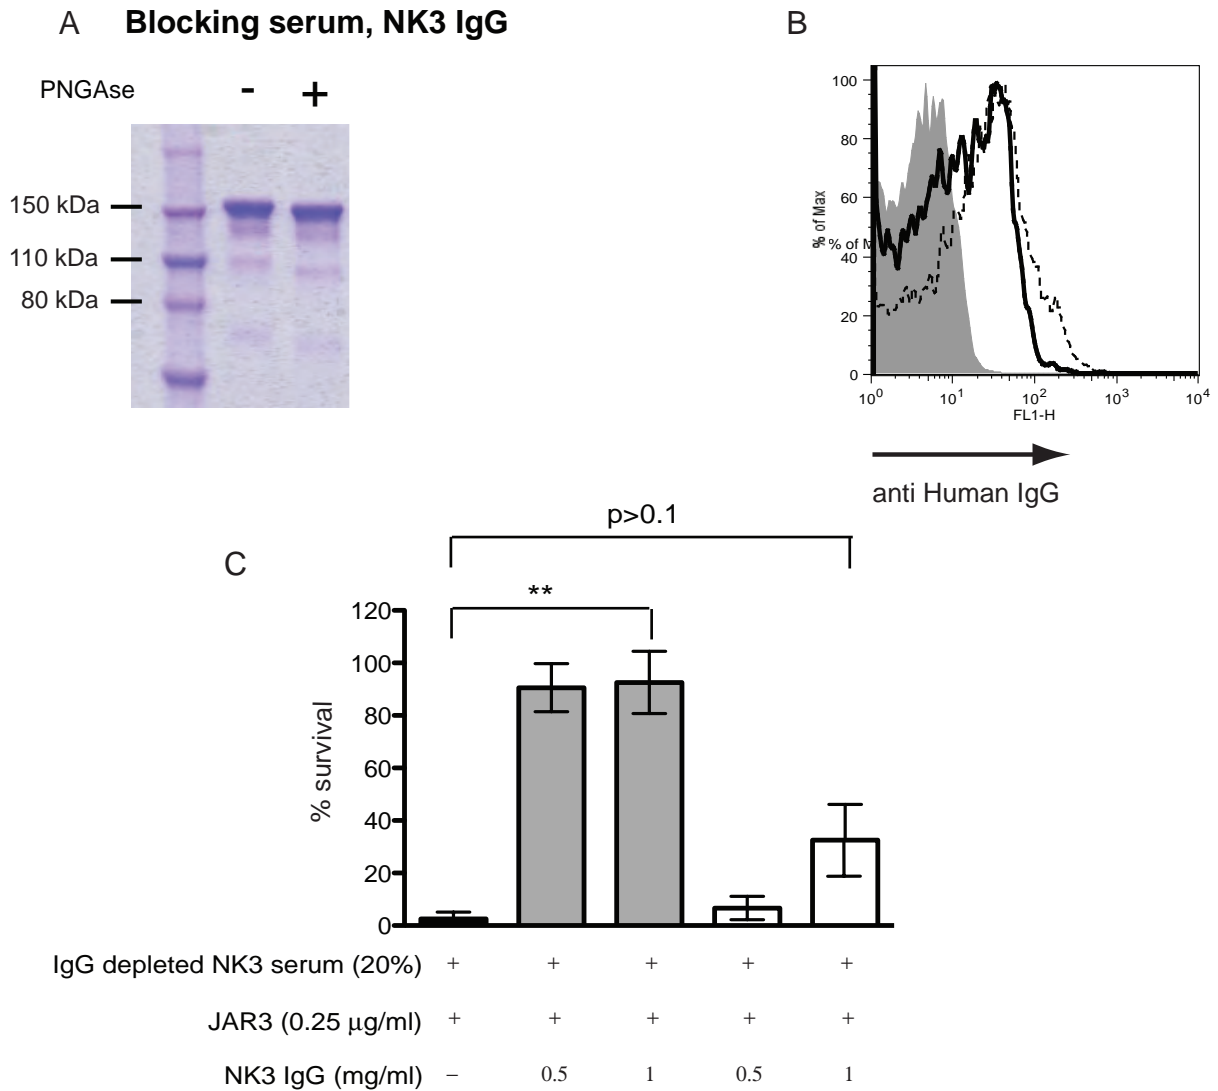 A Blocking serum, NK3 IgG
PNGAse - +
150 kDa
110 kDa
80 kDa
B
100
80
60
40
20
0
% of Max
% of M
10^0 10^1 10^2 10^3 10^4
FL1-H
anti Human IgG
C
p>0.1
**
120
100
80
60
40
20
0
% survival
IgG depleted NK3 serum (20%) + + + + +
JAR3 (0.25 μg/ml) + + + + +
NK3 IgG (mg/ml) – 0.5 1 0.5 1